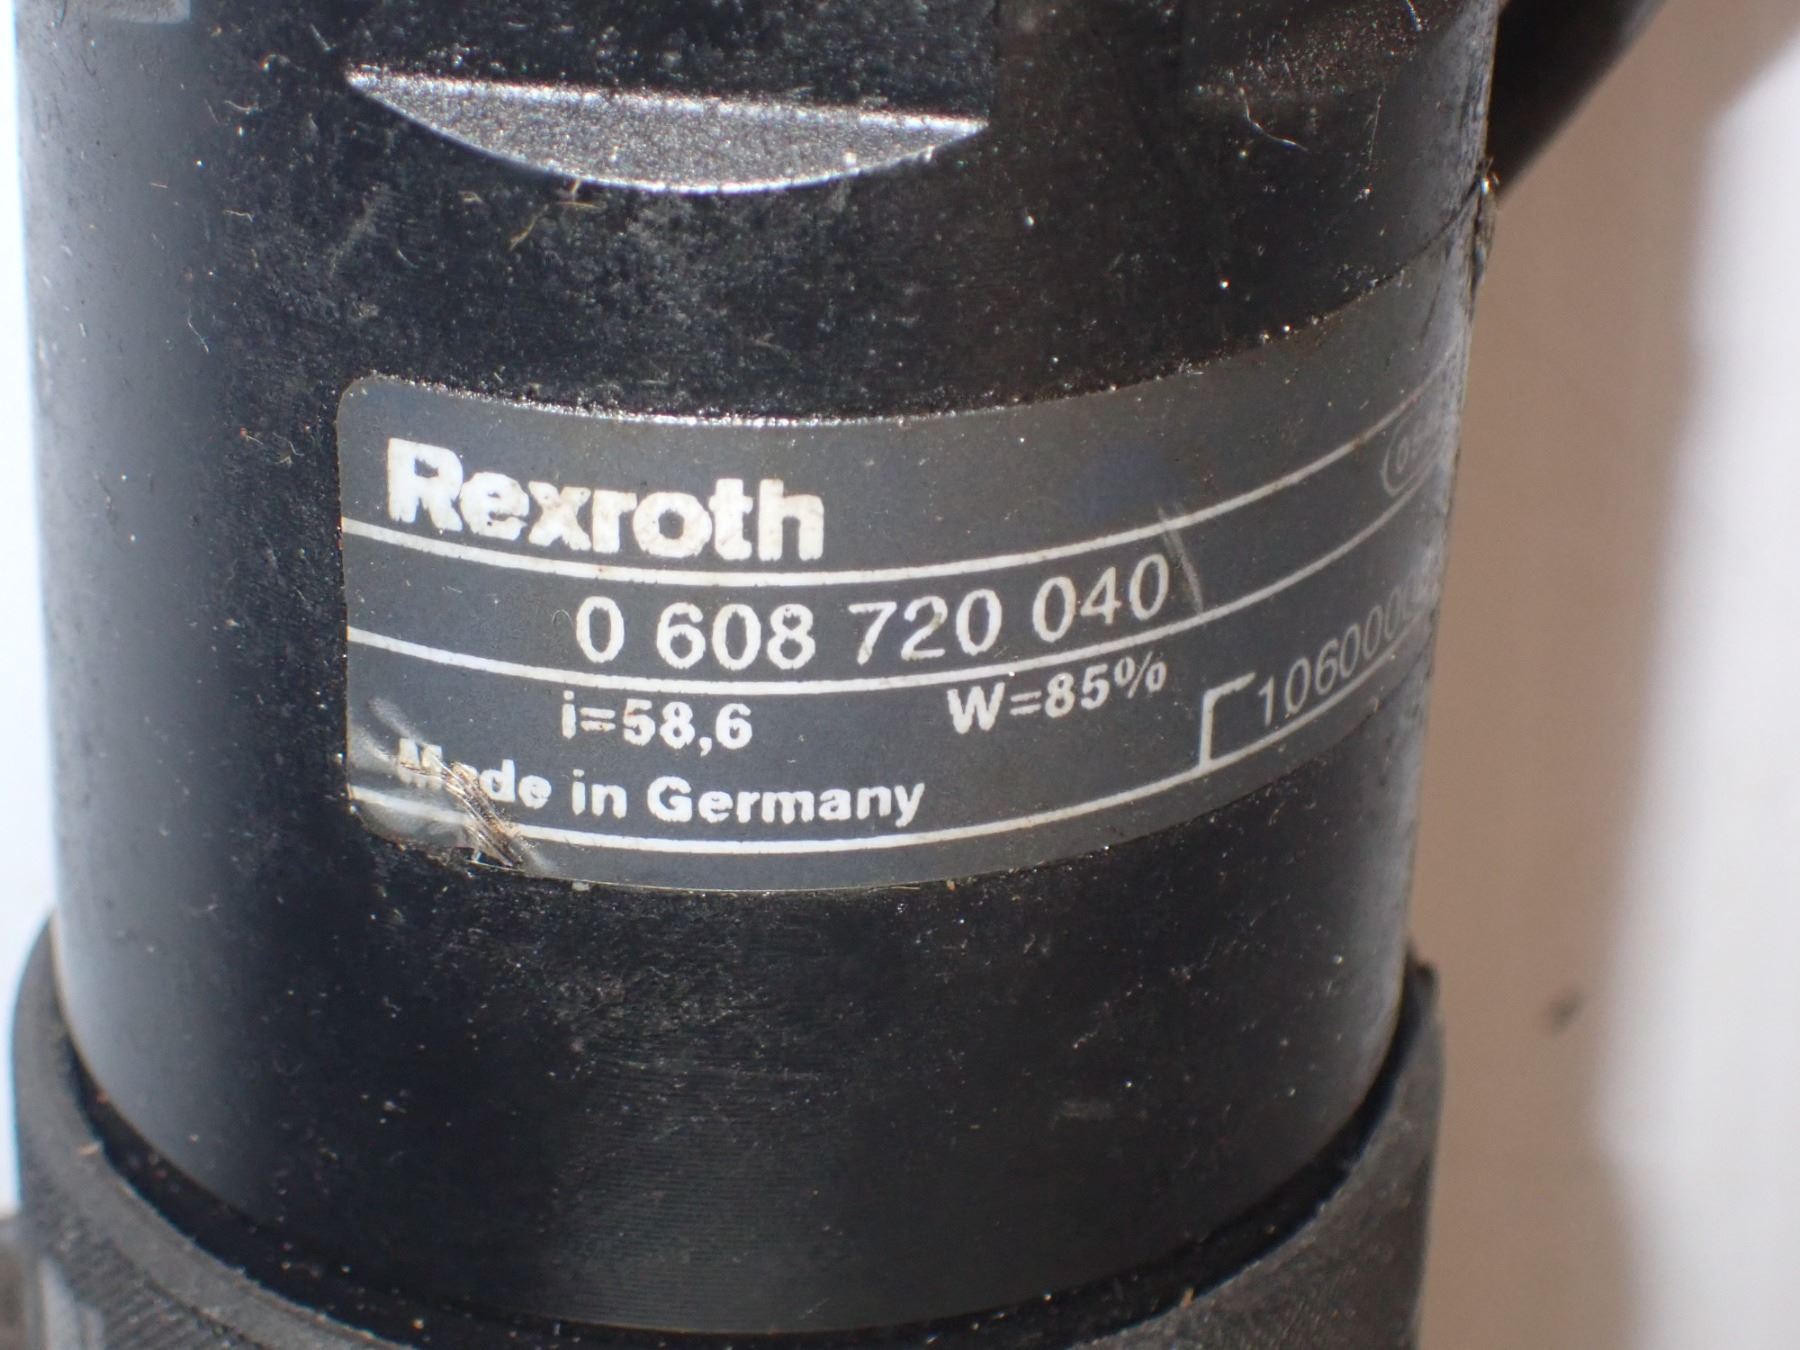 Rexroth
0 608 720 040
i=58,6 W=85%
Made in Germany